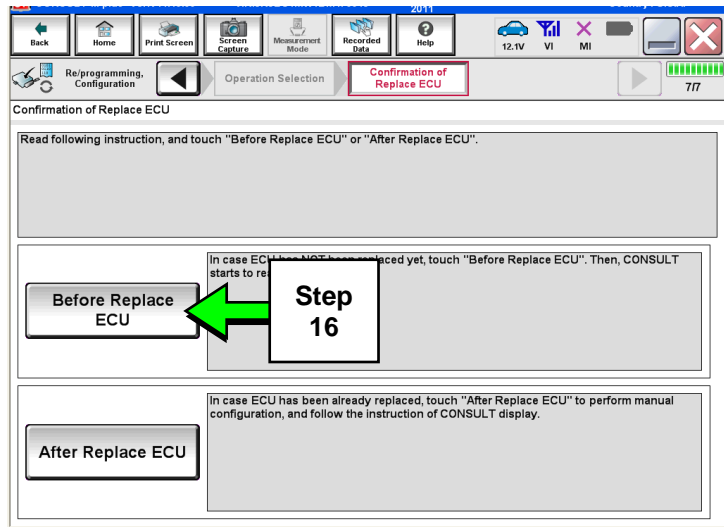 2011
Back
Home
Print Screen
Screen
Capture
Measurement
Mode
Recorded
Data
Help
12.1V
VI
MI
Re/programming,
Configuration
Operation Selection
Confirmation of
Replace ECU
7/7
Confirmation of Replace ECU
Read following instruction, and touch "Before Replace ECU" or "After Replace ECU".
Before Replace
ECU
In case ECU has NOT been replaced yet, touch "Before Replace ECU". Then, CONSULT
starts to
Step
16
After Replace ECU
In case ECU has been already replaced, touch "After Replace ECU" to perform manual
configuration, and follow the instruction of CONSULT display.